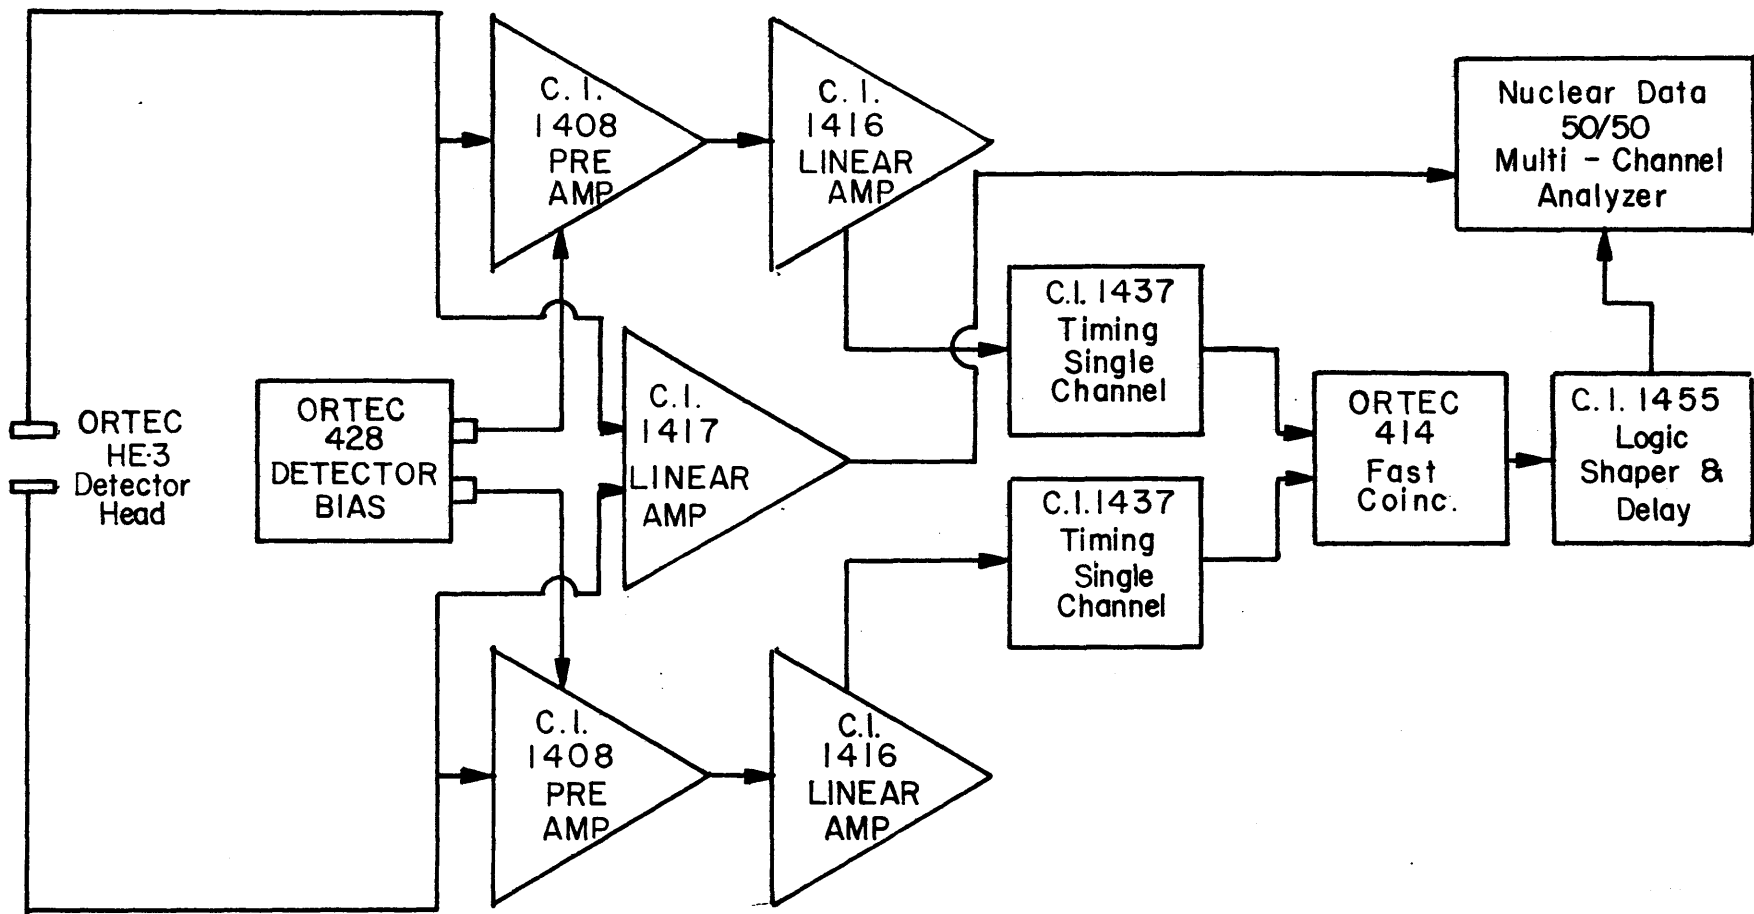 C. I.
1408
PRE
AMP
C. I.
1416
LINEAR
AMP
Nuclear Data
50/50
Multi - Channel
Analyzer
C.I. 1437
Timing
Single
Channel
ORTEC
HE-3
Detector
Head
ORTEC
428
DETECTOR
BIAS
C. I.
1417
LINEAR
AMP
ORTEC
414
Fast
Coinc.
C. I. 1455
Logic
Shaper &
Delay
C.I. 1437
Timing
Single
Channel
C. I.
1408
PRE
AMP
C.I.
1416
LINEAR
AMP